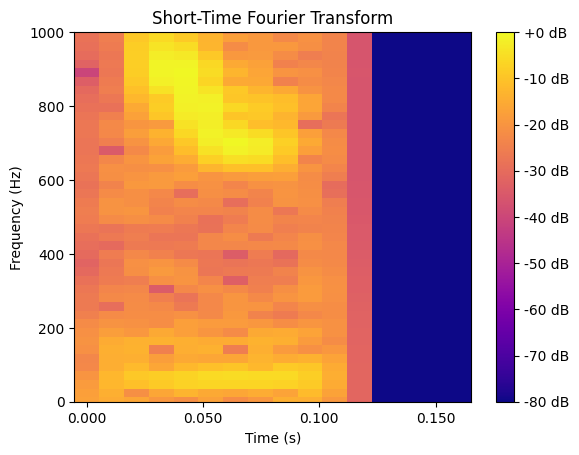 Short-Time Fourier Transform
Frequency (Hz)
1000
800
600
400
200
0
0.000
0.050
0.100
0.150
Time (s)
+0 dB
-10 dB
-20 dB
-30 dB
-40 dB
-50 dB
-60 dB
-70 dB
-80 dB